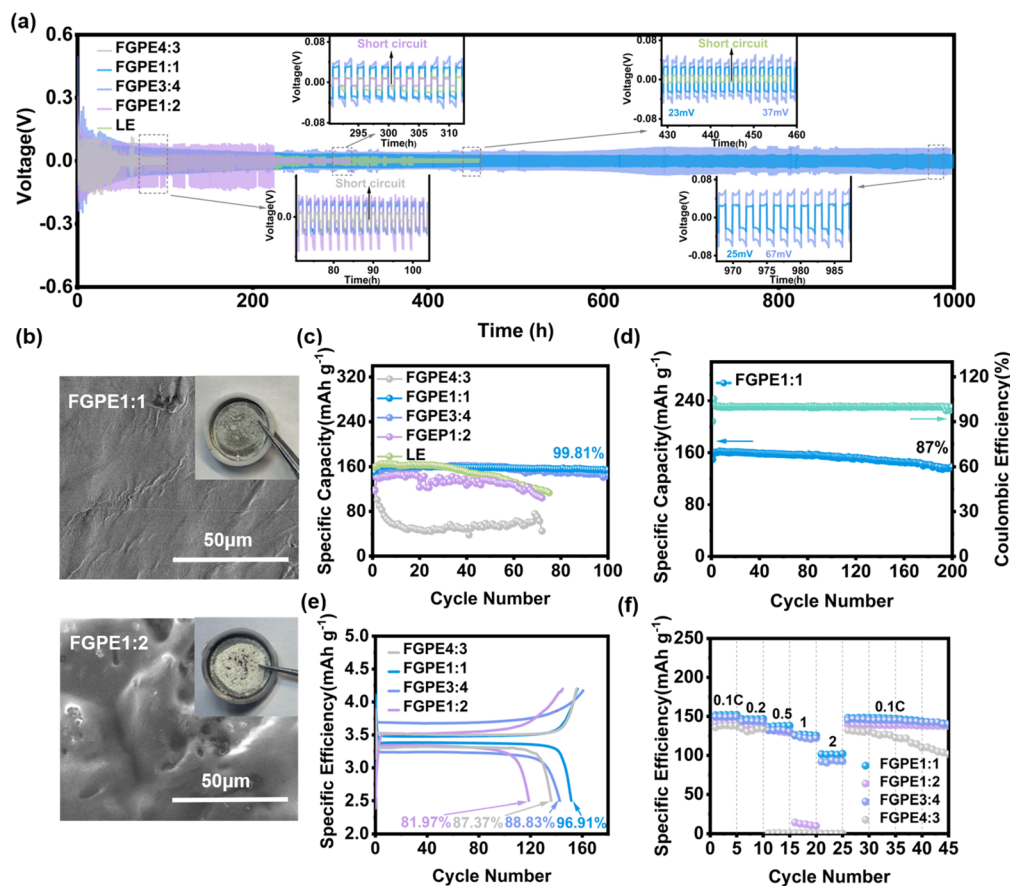 (a)
0.6
0.3
0.0
-0.3
-0.6
Voltage(V)
FGPE4:3
FGPE1:1
FGPE3:4
FGPE1:2
LE
0.08
0.00
-0.08
Voltage(V)
Short circuit
295 300 305 310
Time(h)
0.08
0.00
-0.08
Voltage(V)
Short circuit
23mV 37mV
430 440 450 460
Time(h)
0.0
Voltage(V)
Short circuit
80 90 100
Time(h)
0.08
0.00
-0.08
Voltage(V)
25mV 67mV
970 975 980 985
Time(h)
0 200 400 600 800 1000
Time (h)
(b)
FGPE1:1
50μm
FGPE1:2
50μm
(c)
Specific Capacity(mAh g-1)
320
240
160
80
0
FGPE4:3
FGPE1:1
FGPE3:4
FGEP1:2
LE
99.81%
0 20 40 60 80 100
Cycle Number
(d)
Specific Capacity(mAh g-1)
240
160
80
0
FGPE1:1
87%
120
90
60
30
0
Coulombic Efficiency(%)
0 40 80 120 160 200
Cycle Number
(e)
Specific Efficiency(mAh g-1)
5.0
4.5
4.0
3.5
3.0
2.5
2.0
FGPE4:3
FGPE1:1
FGPE3:4
FGPE1:2
81.97% 87.37% 88.83% 96.91%
0 40 80 120 160
Cycle Number
(f)
Specific Efficiency(mAh g-1)
250
200
150
100
50
0
0.1C 0.2 0.5 1 2 0.1C
FGPE1:1
FGPE1:2
FGPE3:4
FGPE4:3
0 5 10 15 20 25 30 35 40 45
Cycle Number